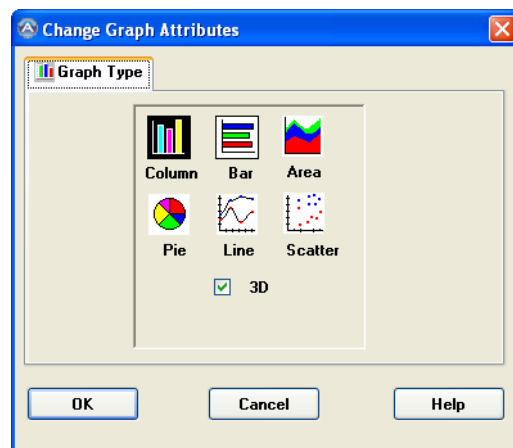 Change Graph Attributes
Graph Type
Column Bar Area
Pie Line Scatter
3D
OK Cancel Help